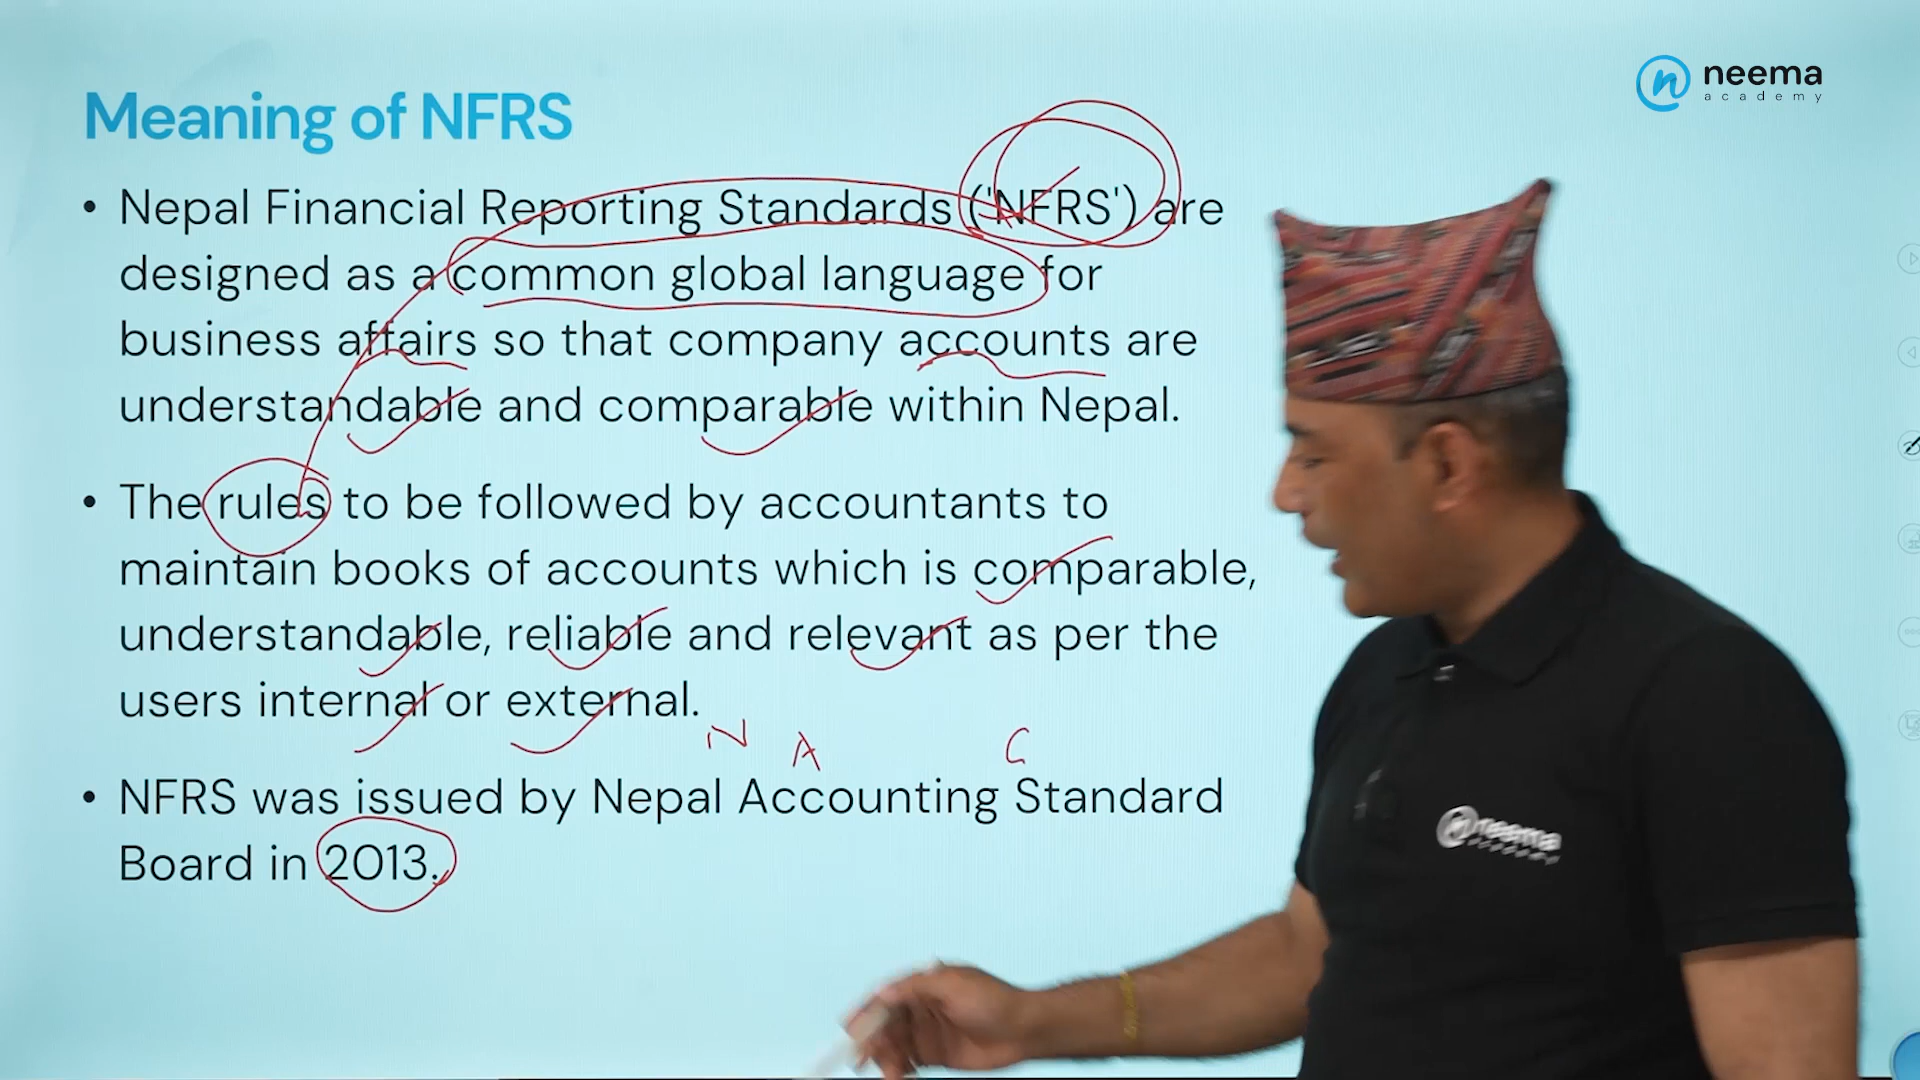 neema
academy
Meaning of NFRS
• Nepal Financial Reporting Standards ('NFRS') are
designed as a common global language for
business affairs so that company accounts are
understandable and comparable within Nepal.
• The rules to be followed by accountants to
maintain books of accounts which is comparable,
understandable, reliable and relevant as per the
users internal or external.
N A
• NFRS was issued by Nepal Accounting Standard
Board in 2013.
neema
academy